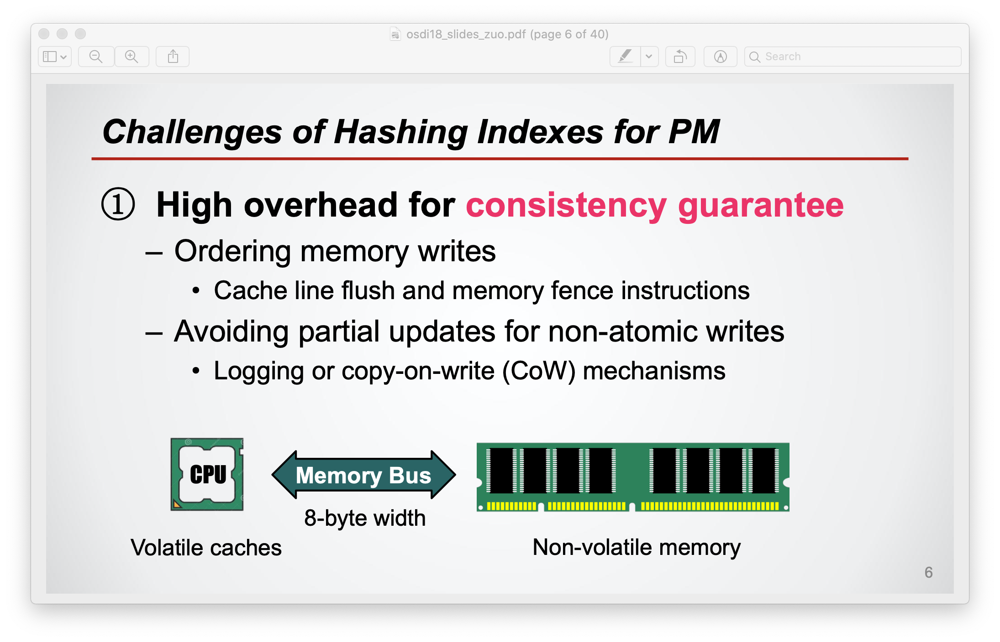 osdi18_slides_zuo.pdf (page 6 of 40)
Search
Challenges of Hashing Indexes for PM
① High overhead for consistency guarantee
– Ordering memory writes
• Cache line flush and memory fence instructions
– Avoiding partial updates for non-atomic writes
• Logging or copy-on-write (CoW) mechanisms
CPU
Memory Bus
8-byte width
Volatile caches
Non-volatile memory
6